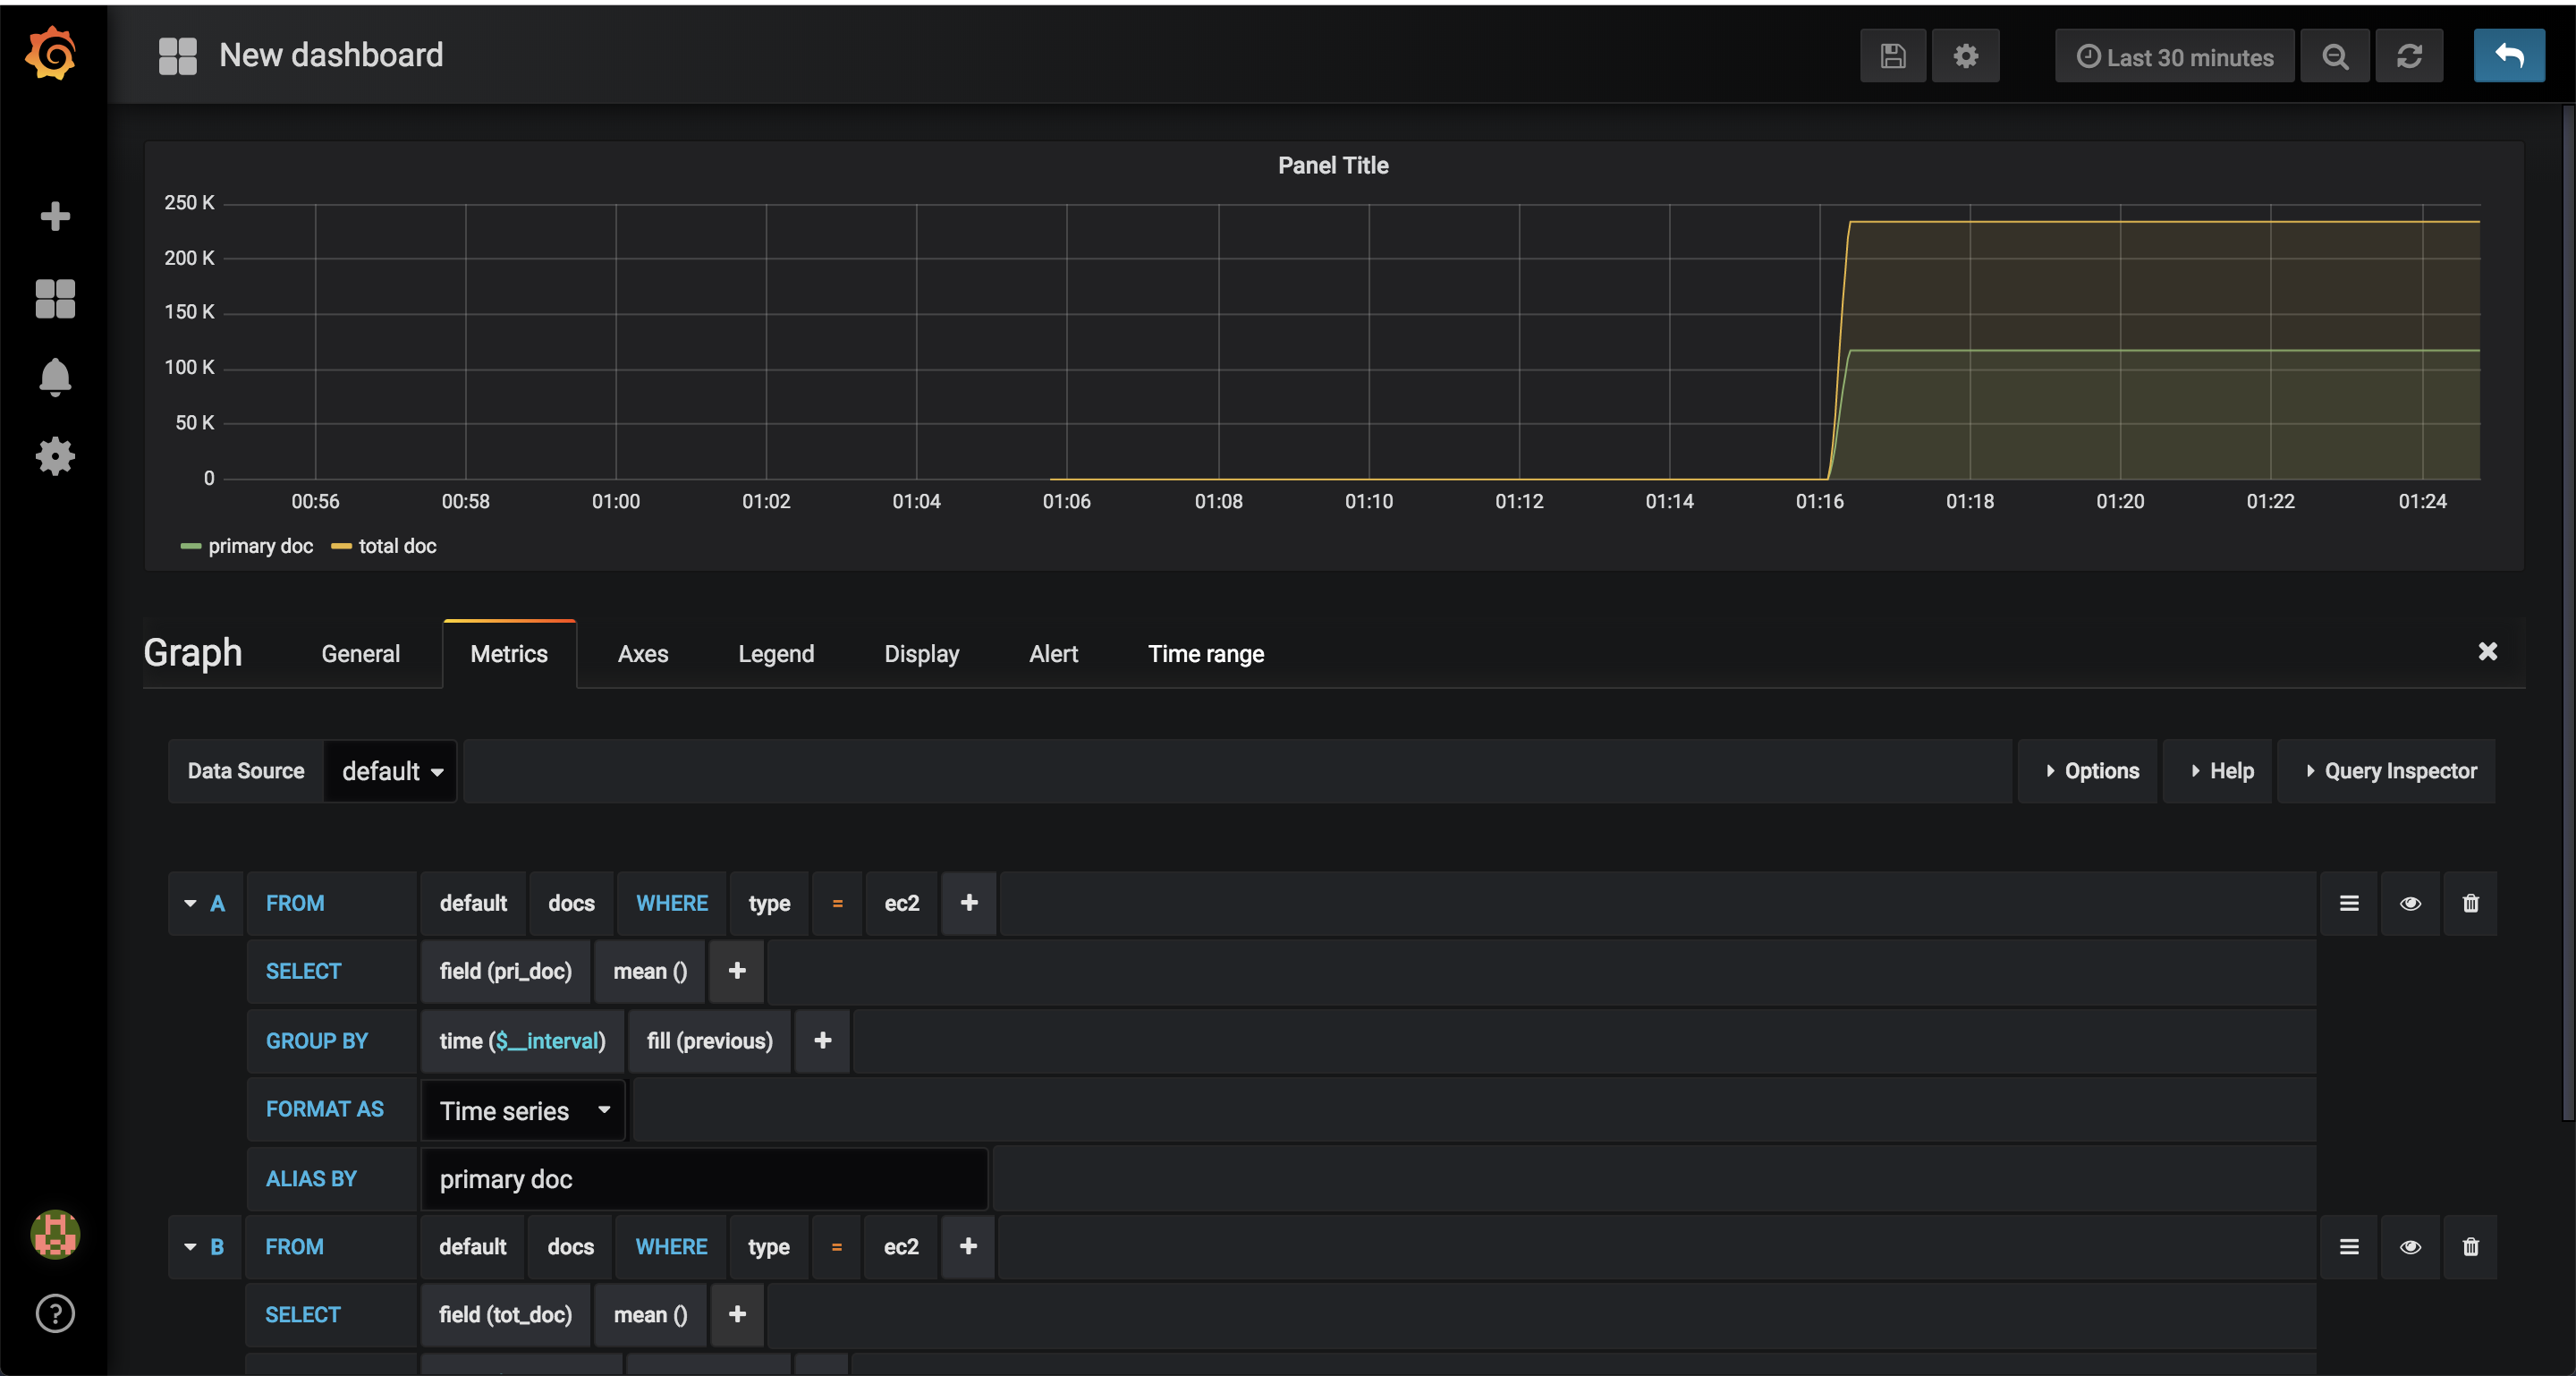 New dashboard
Last 30 minutes
Panel Title
250 K
200 K
150 K
100 K
50 K
0
00:56 00:58 01:00 01:02 01:04 01:06 01:08 01:10 01:12 01:14 01:16 01:18 01:20 01:22 01:24
primary doc total doc
Graph General Metrics Axes Legend Display Alert Time range
Data Source default Options Help Query Inspector
A FROM default docs WHERE type = ec2 +
SELECT field (pri_doc) mean () +
GROUP BY time ($__interval) fill (previous) +
FORMAT AS Time series
ALIAS BY primary doc
B FROM default docs WHERE type = ec2 +
SELECT field (tot_doc) mean () +